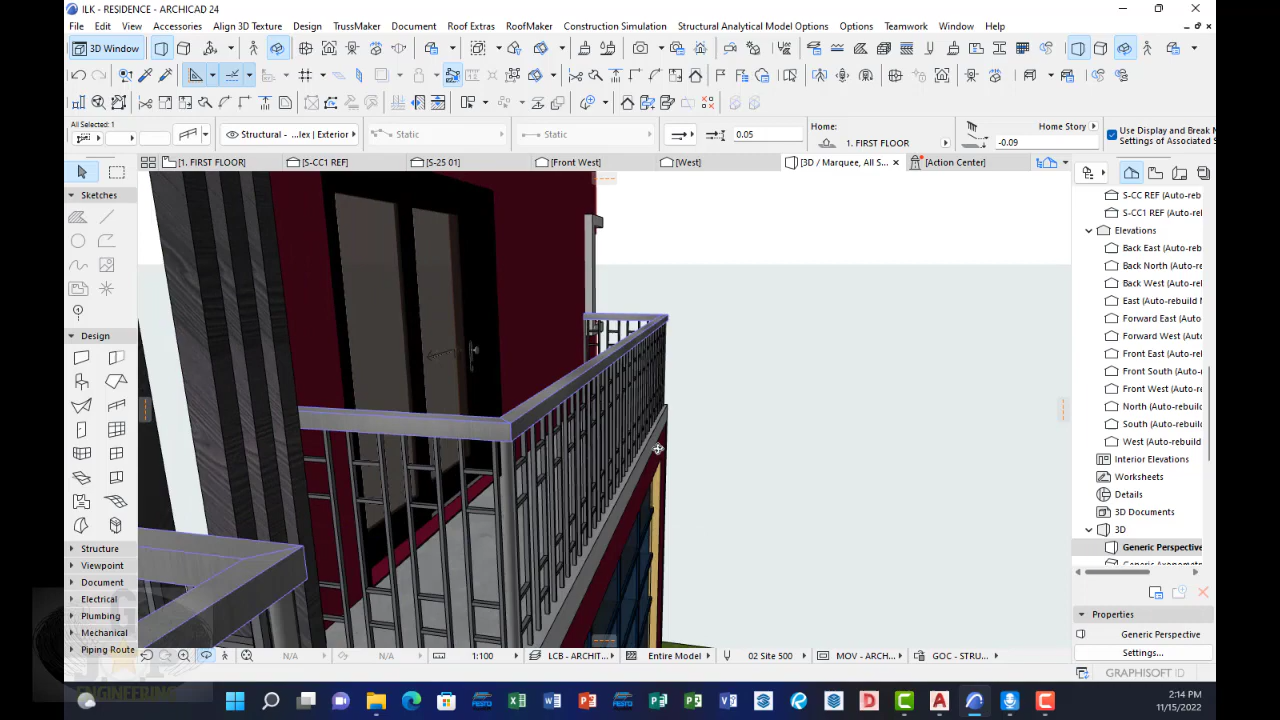 ILK - RESIDENCE - ARCHICAD 24
File Edit View Accessories Align 3D Texture Design TrussMaker Document Roof Extras RoofMaker Construction Simulation Structural Analytical Model Options Options Teamwork Window Help
3D Window
All Selected: 1
Structural - ...lex | Exterior
Static
Static
0.05
Home:
1. FIRST FLOOR
Home Story
-0.09
Use Display and Break
Settings of Associated S
[1. FIRST FLOOR]
[S-CC1 REF]
[S-25 01]
[Front West]
[West]
[3D / Marquee, All S...
[Action Center]
Sketches
Design
Structure
Viewpoint
Document
Electrical
Plumbing
Mechanical
Piping Route
S-CC REF (Auto-reb
S-CC1 REF (Auto-re
Elevations
Back East (Auto-reb
Back North (Auto-re
Back West (Auto-re
East (Auto-rebuild M
Forward East (Auto-
Forward West (Auto
Front East (Auto-reb
Front South (Auto-r
Front West (Auto-re
North (Auto-rebuild
South (Auto-rebuild
West (Auto-rebuild
Interior Elevations
Worksheets
Details
3D Documents
3D
Generic Perspective
Properties
Generic Perspective
Settings...
GRAPHISOFT ID
N/A
N/A
1:100
LCB - ARCHIT...
Entire Model
02 Site 500
MOV - ARCH...
GOC - STRU...
ENGINEERING
2:14 PM
11/15/2022